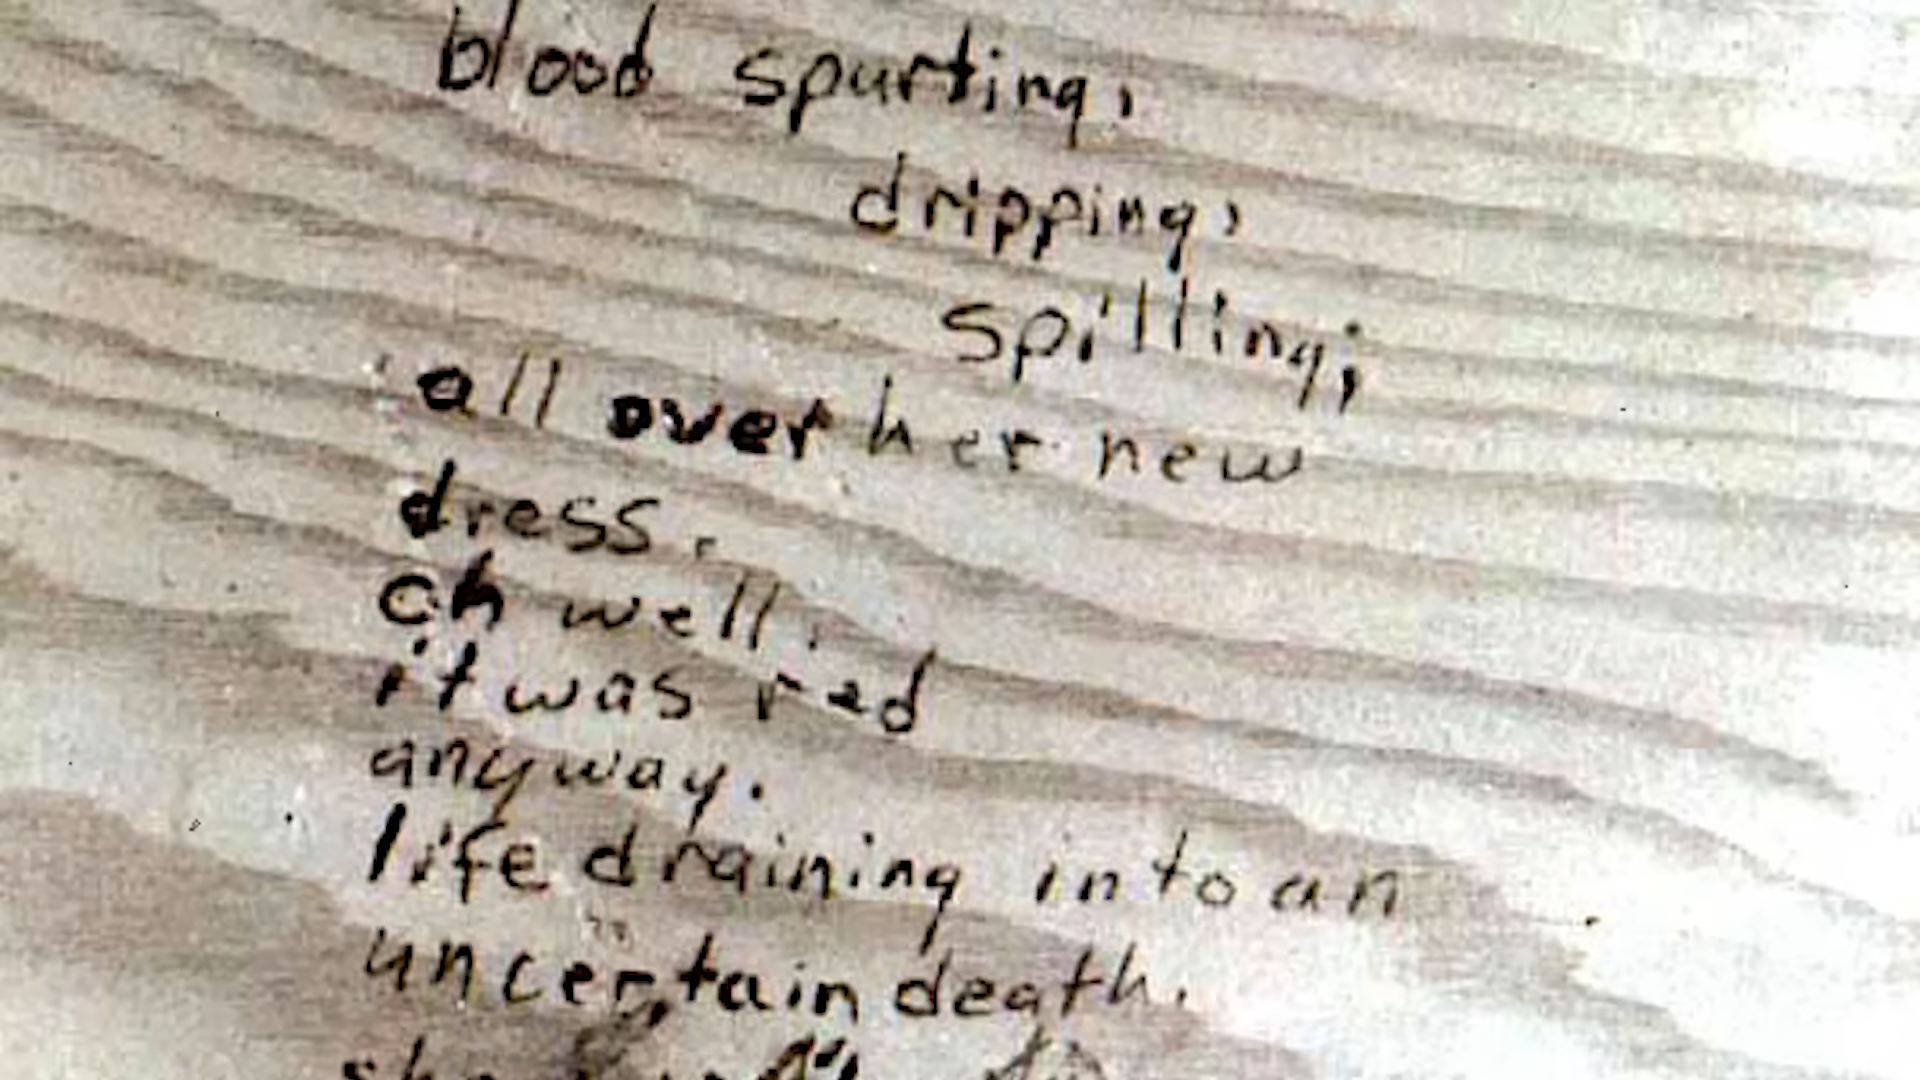 blood spurting,
dripping,
spilling;
all over her new
dress.
oh well.
it was red
anyway.
life draining into an
uncertain death.
she